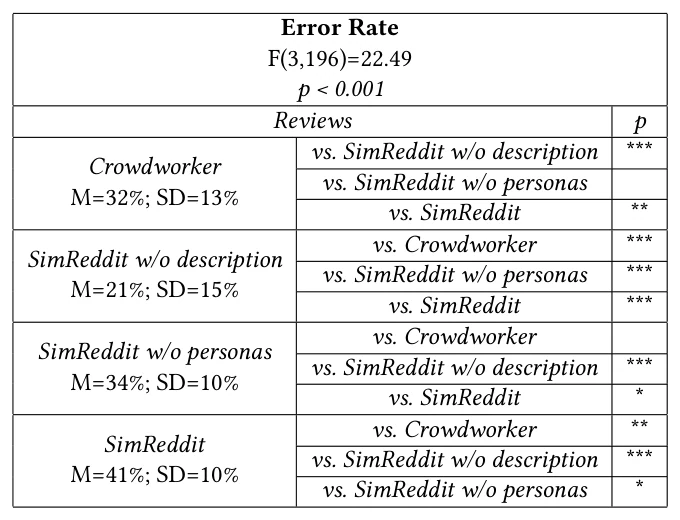 Error Rate
F(3,196)=22.49
p < 0.001
Reviews p
Crowdworker
M=32%; SD=13%
vs. SimReddit w/o description ***
vs. SimReddit w/o personas
vs. SimReddit **
SimReddit w/o description
M=21%; SD=15%
vs. Crowdworker ***
vs. SimReddit w/o personas ***
vs. SimReddit ***
SimReddit w/o personas
M=34%; SD=10%
vs. Crowdworker
vs. SimReddit w/o description ***
vs. SimReddit *
SimReddit
M=41%; SD=10%
vs. Crowdworker **
vs. SimReddit w/o description ***
vs. SimReddit w/o personas *